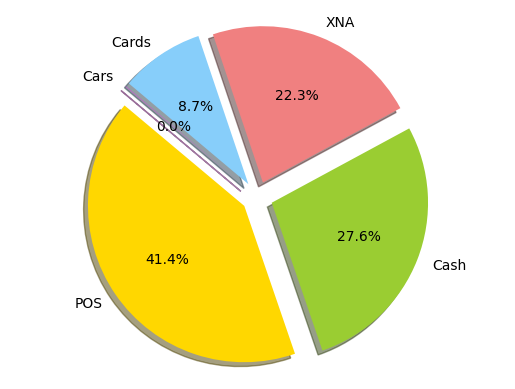 XNA
Cards
Cars
22.3%
8.7%
0.0%
27.6%
41.4%
Cash
POS